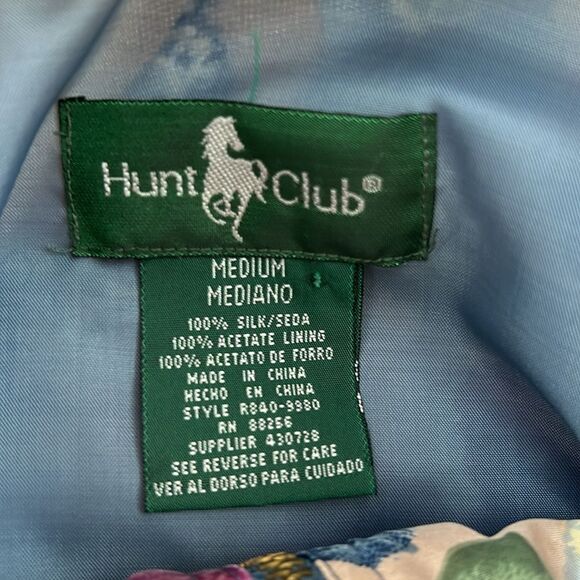 Hunt Club®
MEDIUM
MEDIANO
100% SILK/SEDA
100% ACETATE LINING
100% ACETATO DE FORRO
MADE IN CHINA
HECHO EN CHINA
STYLE R840-9380
RN 88256
SUPPLIER 430728
SEE REVERSE FOR CARE
VER AL DORSO PARA CUIDADO